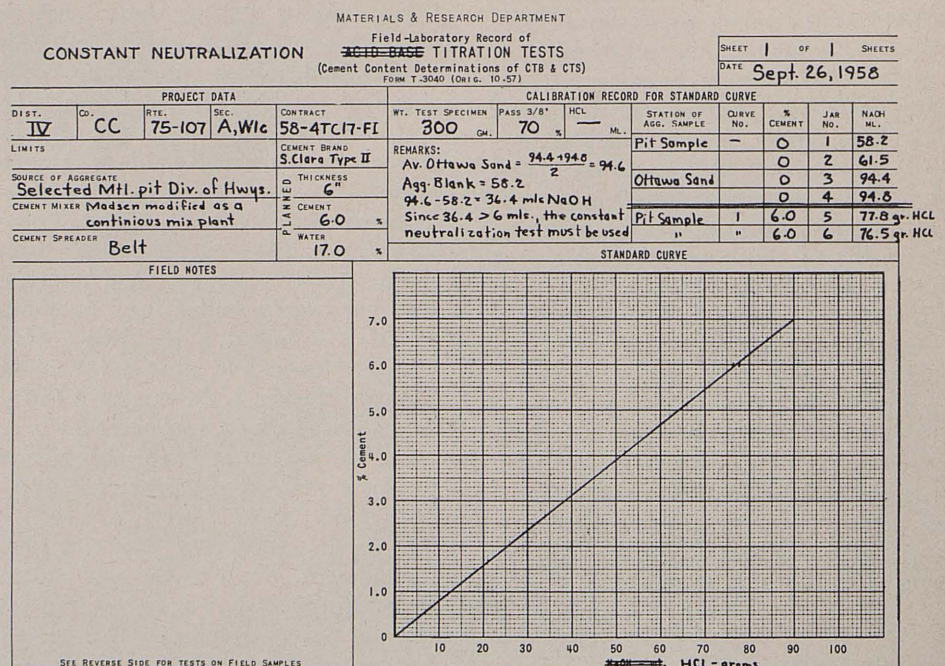 MATERIALS & RESEARCH DEPARTMENT
Field-Laboratory Record of
CONSTANT NEUTRALIZATION ACID-BASE TITRATION TESTS
(Cement Content Determinations of CTB & CTS)
FORM T-3040 (ORIG. 10-57)
SHEET 1 OF 1 SHEETS
DATE Sept. 26, 1958
PROJECT DATA
DIST. IV
CO. CC
RTE. 75-107
SEC. A,Wlc
CONTRACT 58-4TC17-FI
LIMITS
CEMENT BRAND S.Clara Type II
SOURCE OF AGGREGATE
Selected Mtl. pit Div. of Hwys.
CEMENT MIXER Madsen modified as a
continious mix plant
CEMENT SPREADER
Belt
PLANNED
THICKNESS 6"
CEMENT 6.0 %
WATER 17.0 %
CALIBRATION RECORD FOR STANDARD CURVE
WT. TEST SPECIMEN 300 GM.
PASS 3/8' 70 %
HCL — ML.
REMARKS:
Av. Ottawa Sand = 94.4+94.8 / 2 = 94.6
Agg. Blank = 58.2
94.6-58.2 = 36.4 mls NaOH
Since 36.4 > 6 mls., the constant
neutralization test must be used
STATION OF AGG. SAMPLE CURVE NO. % CEMENT JAR NO. NAOH ML.
Pit Sample — 0 1 58.2
0 2 61.5
Ottawa Sand 0 3 94.4
0 4 94.8
Pit Sample 1 6.0 5 77.8 gr. HCL
" " 6.0 6 76.5 gr. HCL
FIELD NOTES
STANDARD CURVE
% Cement
7.0
6.0
5.0
4.0
3.0
2.0
1.0
0
10 20 30 40 50 60 70 80 90 100
HCL - grams
SEE REVERSE SIDE FOR TESTS ON FIELD SAMPLES